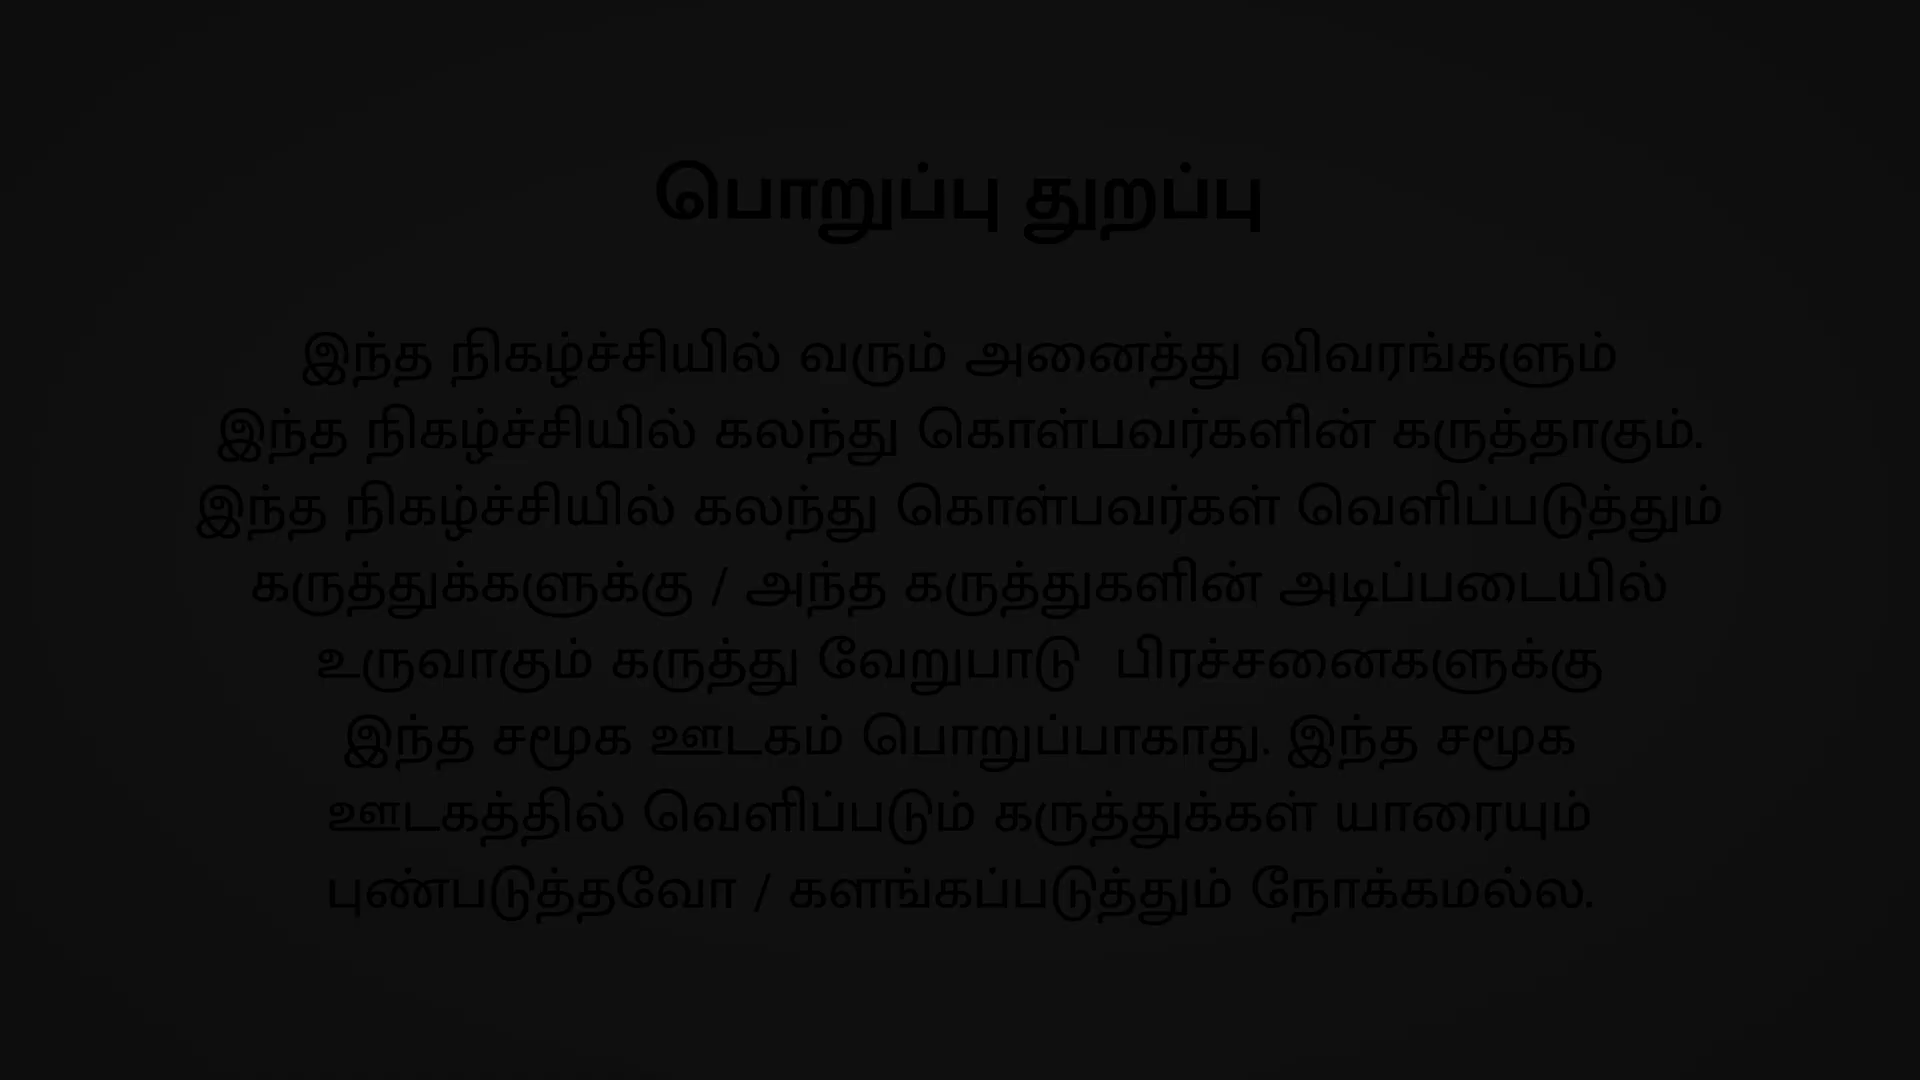 பொறுப்பு துறப்பு
இந்த நிகழ்ச்சியில் வரும் அனைத்து விவரங்களும்
இந்த நிகழ்ச்சியில் கலந்து கொள்பவர்களின் கருத்தாகும்.
இந்த நிகழ்ச்சியில் கலந்து கொள்பவர்கள் வெளிப்படுத்தும்
கருத்துக்களுக்கு / அந்த கருத்துகளின் அடிப்படையில்
உருவாகும் கருத்து வேறுபாடு பிரச்சனைகளுக்கு
இந்த சமூக ஊடகம் பொறுப்பாகாது. இந்த சமூக
ஊடகத்தில் வெளிப்படும் கருத்துக்கள் யாரையும்
புண்படுத்தவோ / களங்கப்படுத்தும் நோக்கமல்ல.